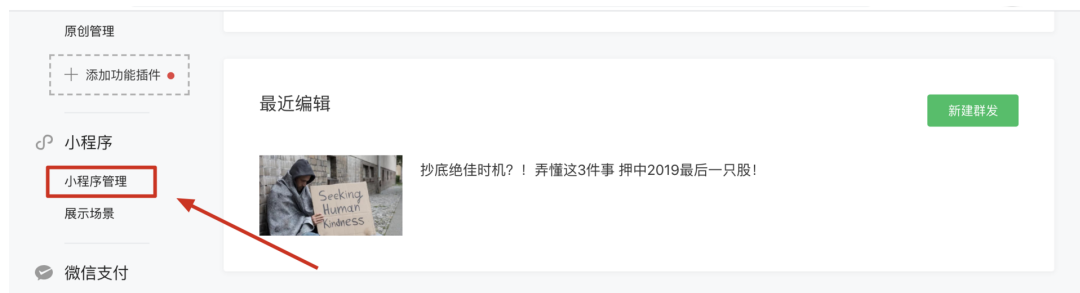 原创管理
添加功能插件
小程序
小程序管理
展示场景
微信支付
最近编辑
新建群发
抄底绝佳时机？！弄懂这3件事 押中2019最后一只股！
Seeking
Human
Kindness